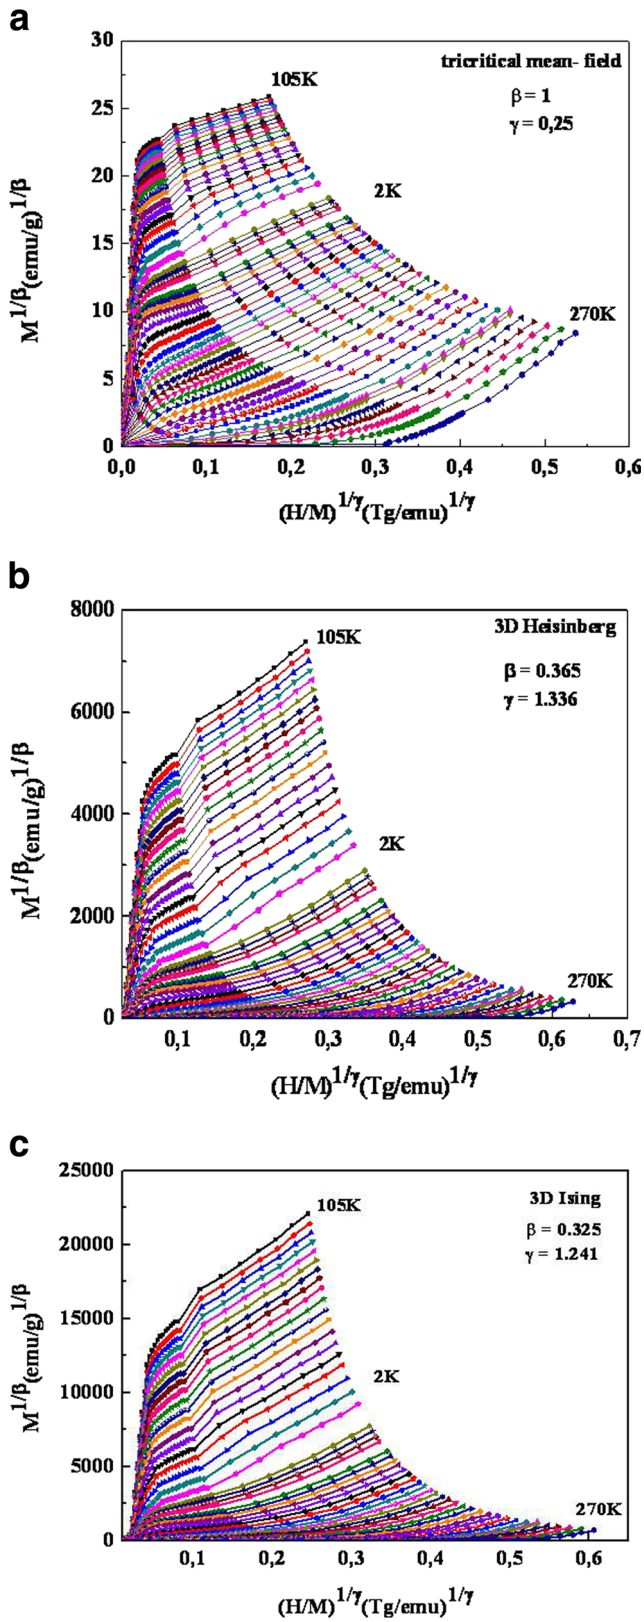 a
30
25
20
15
10
5
0
M^1/β(emu/g)^1/β
105K
2K
270K
tricritical mean- field
β = 1
γ = 0,25
0,0 0,1 0,2 0,3 0,4 0,5 0,6
(H/M)^1/γ(Tg/emu)^1/γ
b
8000
6000
4000
2000
0
M^1/β(emu/g)^1/β
105K
2K
270K
3D Heisinberg
β = 0.365
γ = 1.336
0,1 0,2 0,3 0,4 0,5 0,6 0,7
(H/M)^1/γ(Tg/emu)^1/γ
c
25000
20000
15000
10000
5000
0
M^1/β(emu/g)^1/β
105K
2K
270K
3D Ising
β = 0.325
γ = 1.241
0,1 0,2 0,3 0,4 0,5 0,6
(H/M)^1/γ(Tg/emu)^1/γ